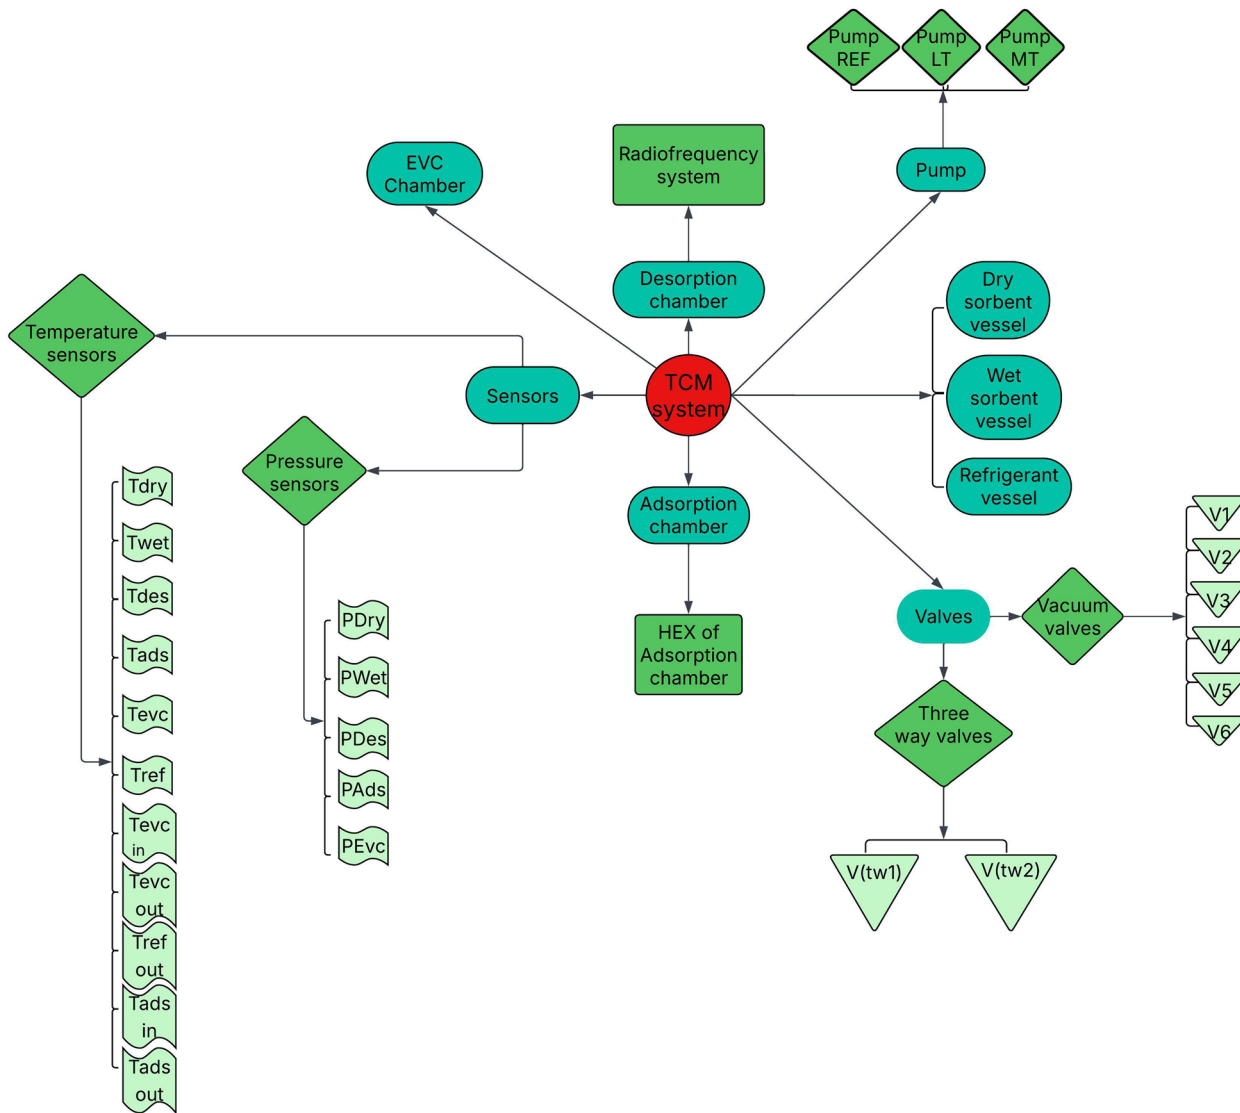 Pump
REF
Pump
LT
Pump
MT
EVC
Chamber
Radiofrequency
system
Pump
Desorption
chamber
Dry
sorbent
vessel
Temperature
sensors
Sensors
TCM
system
Wet
sorbent
vessel
Pressure
sensors
Adsorption
chamber
Refrigerant
vessel
Tdry
Twet
Tdes
Tads
Tevc
Tref
Tevc
in
Tevc
out
Tref
out
Tads
in
Tads
out
PDry
PWet
PDes
PAds
PEvc
HEX of
Adsorption
chamber
Valves
Vacuum
valves
V1
V2
V3
V4
V5
V6
Three
way valves
V(tw1)
V(tw2)